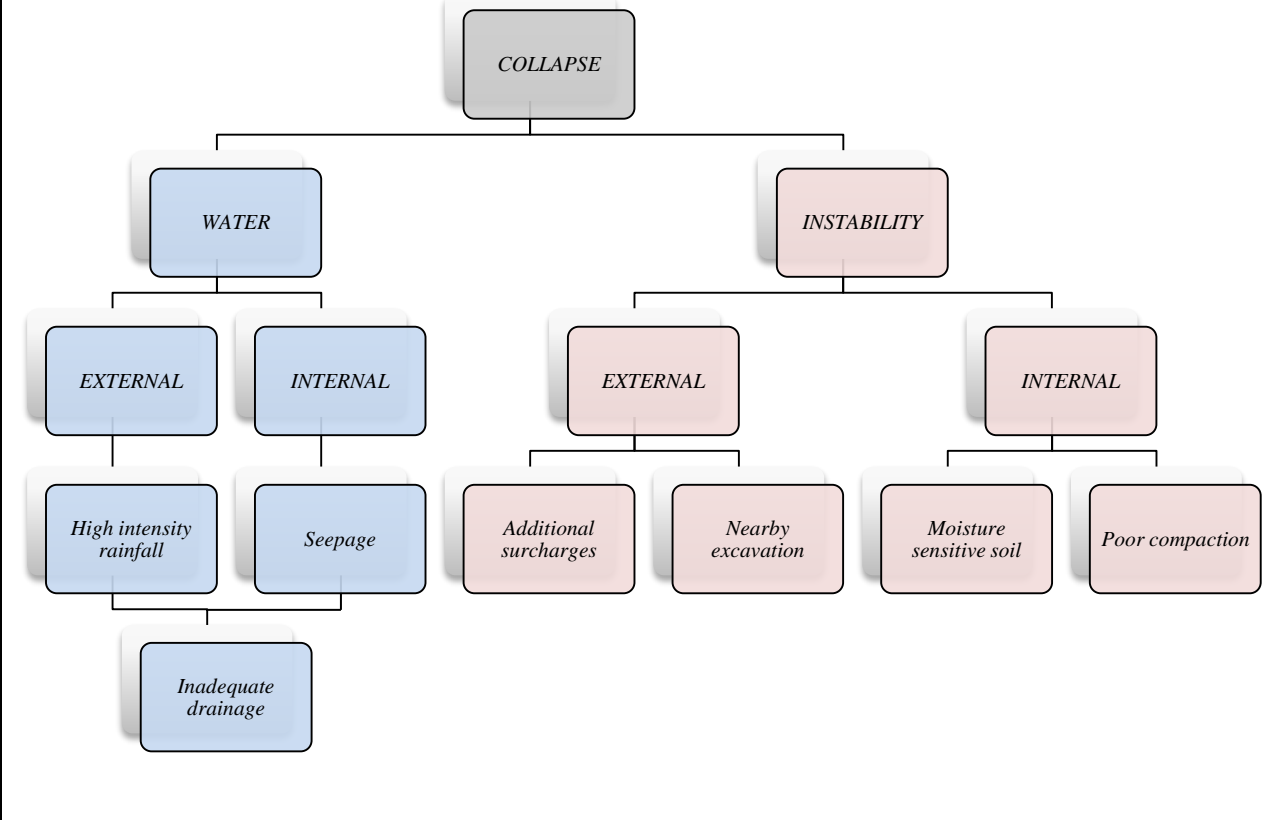 COLLAPSE
WATER
INSTABILITY
EXTERNAL
INTERNAL
EXTERNAL
INTERNAL
High intensity
rainfall
Seepage
Additional
surcharges
Nearby
excavation
Moisture
sensitive soil
Poor compaction
Inadequate
drainage